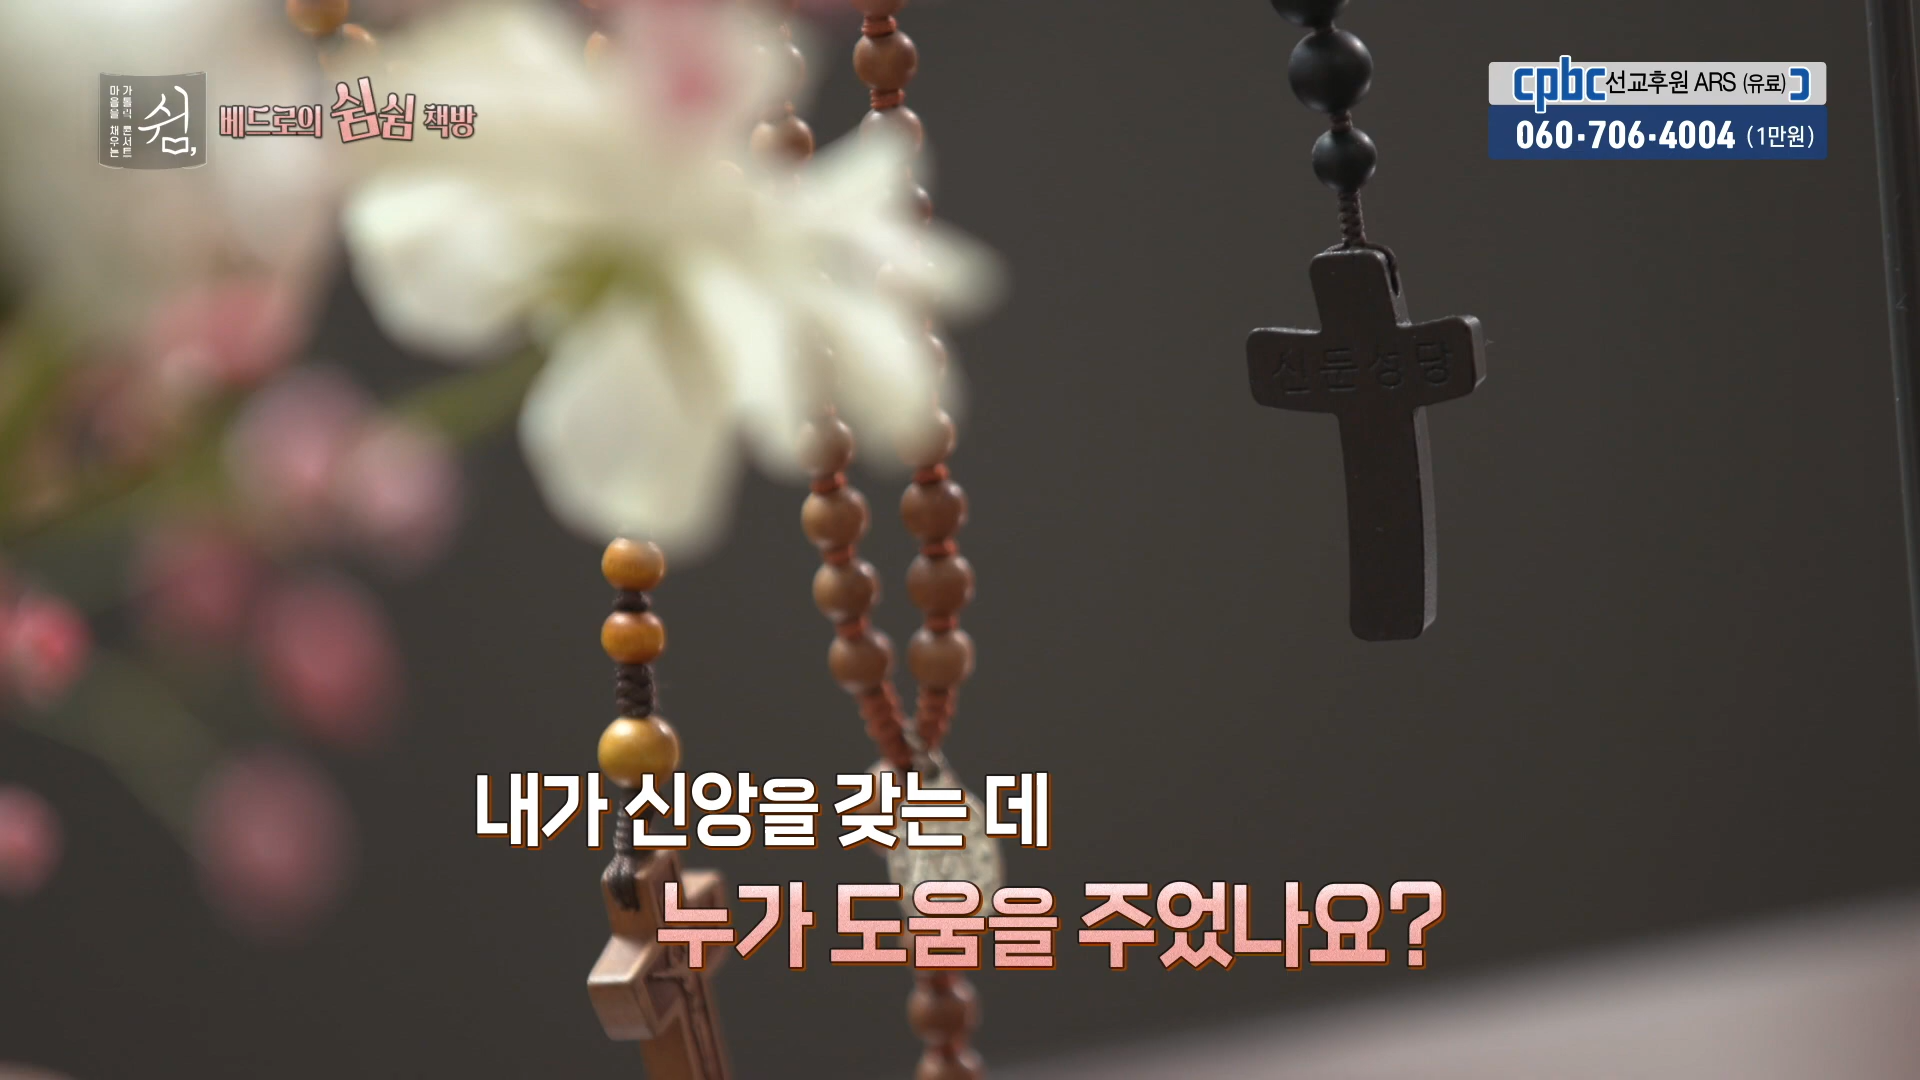 가톨릭 콘서트
마음을 채우는
쉼,
베드로의 쉼쉼 책방
cpbc 선교후원 ARS (유료)
060·706·4004 (1만원)
신둔성당
내가 신앙을 갖는 데
누가 도움을 주었나요?